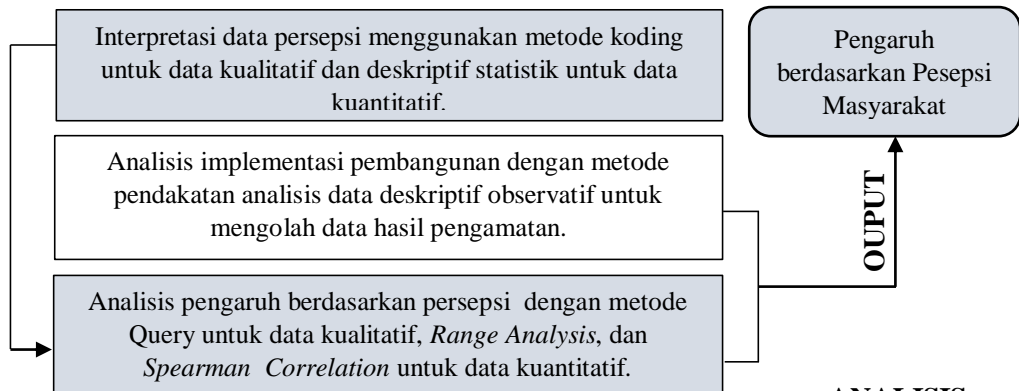 Interpretasi data persepsi menggunakan metode koding
untuk data kualitatif dan deskriptif statistik untuk data
kuantitatif.
Pengaruh
berdasarkan Pesepsi
Masyarakat
Analisis implementasi pembangunan dengan metode
pendakatan analisis data deskriptif observatif untuk
mengolah data hasil pengamatan.
OUPUT
Analisis pengaruh berdasarkan persepsi dengan metode
Query untuk data kualitatif, Range Analysis, dan
Spearman Correlation untuk data kuantitatif.
ANALISIS